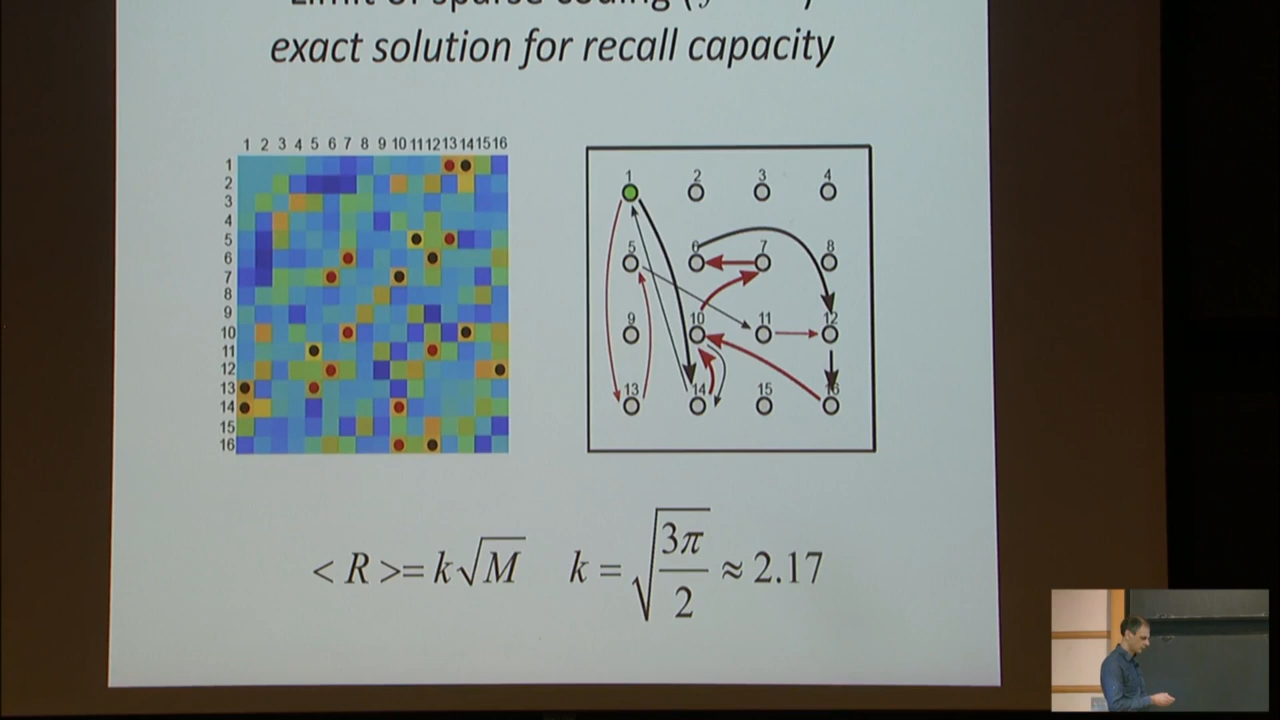 exact solution for recall capacity
1 2 3 4 5 6 7 8 9 10 11 12 13 14 15 16
1
2
3
4
5
6
7
8
9
10
11
12
13
14
15
16
1 2 3 4
5 6 7 8
9 10 11 12
13 14 15 16
< R >= k√M k = √(3π/2) ≈ 2.17